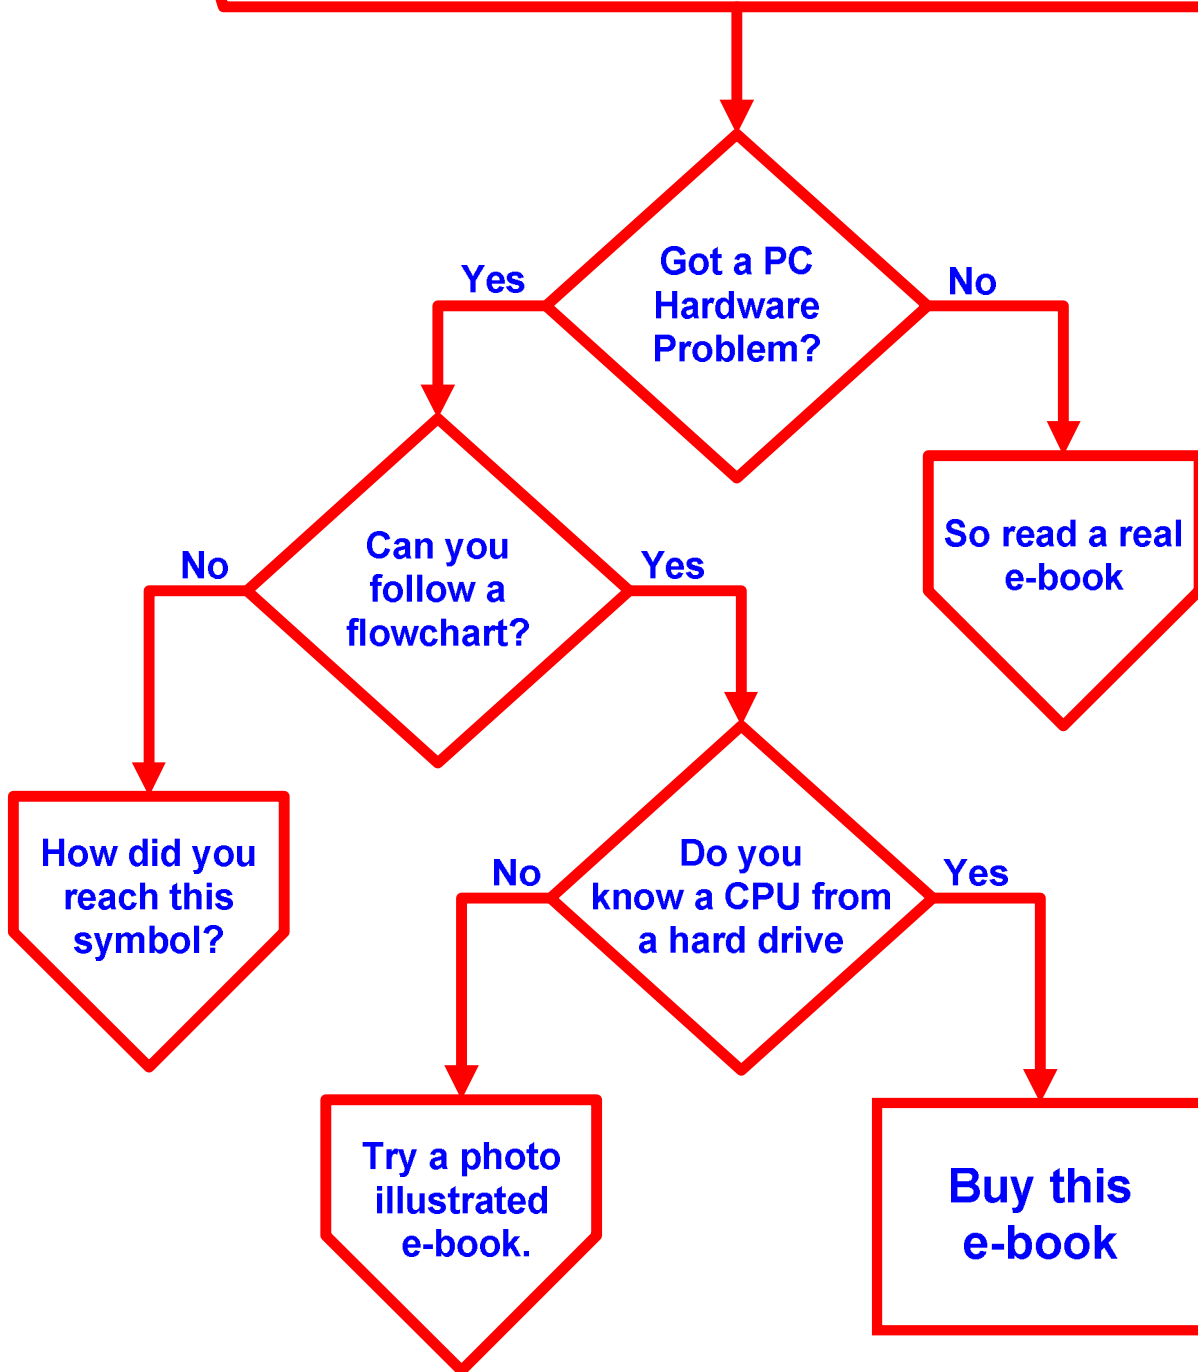 Got a PC
Hardware
Problem?
Yes
No
Can you
follow a
flowchart?
No
Yes
So read a real
e-book
How did you
reach this
symbol?
Do you
know a CPU from
a hard drive
No
Yes
Try a photo
illustrated
e-book.
Buy this
e-book